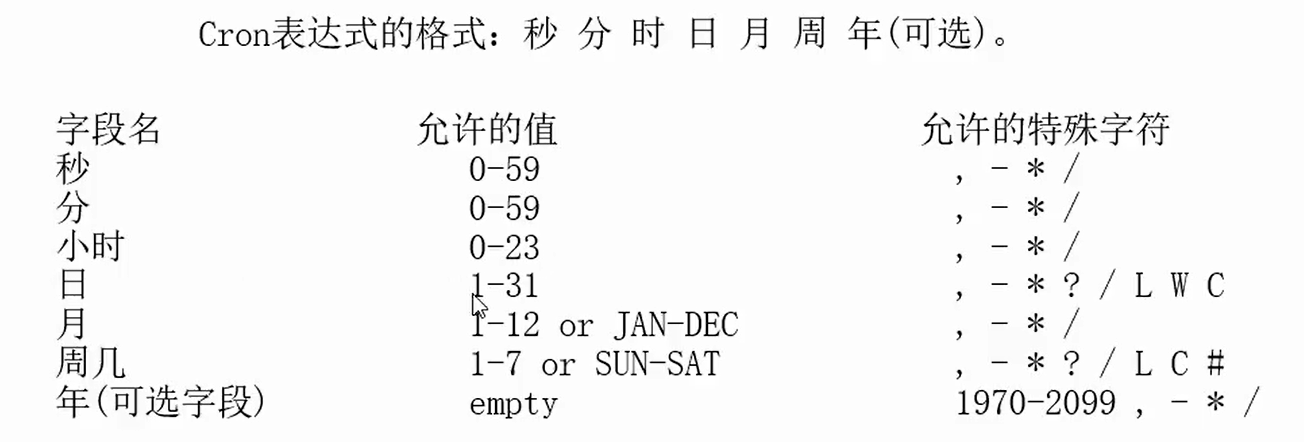 Cron表达式的格式：秒 分 时 日 月 周 年(可选)。
字段名 允许的值 允许的特殊字符
秒 0-59 , - * /
分 0-59 , - * /
小时 0-23 , - * /
日 1-31 , - * ? / L W C
月 1-12 or JAN-DEC , - * /
周几 1-7 or SUN-SAT , - * ? / L C #
年(可选字段) empty 1970-2099 , - * /